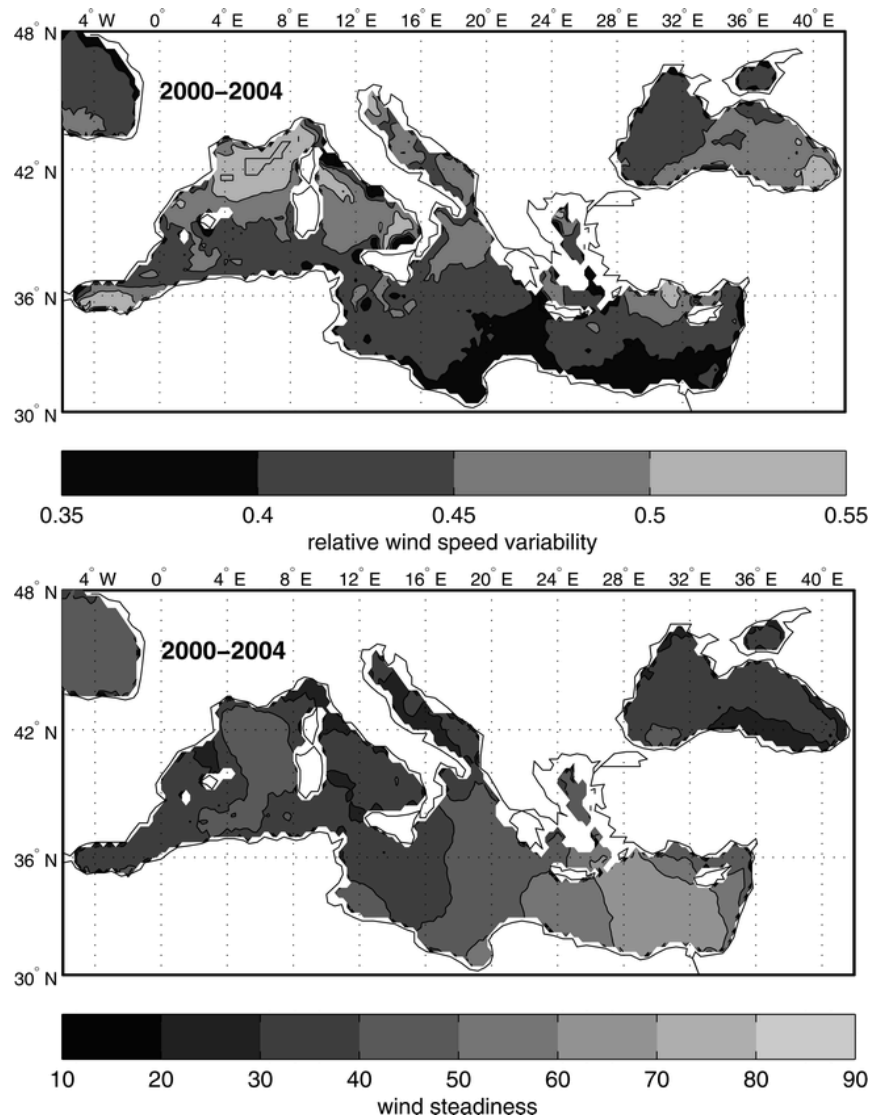 4° W 0° 4° E 8° E 12° E 16° E 20° E 24° E 28° E 32° E 36° E 40° E
48° N
2000−2004
42° N
36° N
30° N
0.35 0.4 0.45 0.5 0.55
relative wind speed variability
4° W 0° 4° E 8° E 12° E 16° E 20° E 24° E 28° E 32° E 36° E 40° E
48° N
2000−2004
42° N
36° N
30° N
10 20 30 40 50 60 70 80 90
wind steadiness